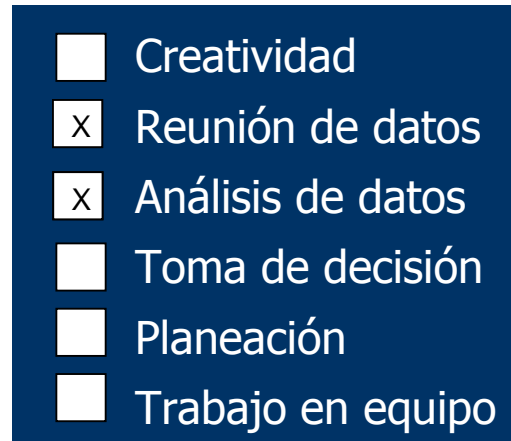 Creatividad
X Reunión de datos
X Análisis de datos
Toma de decisión
Planeación
Trabajo en equipo